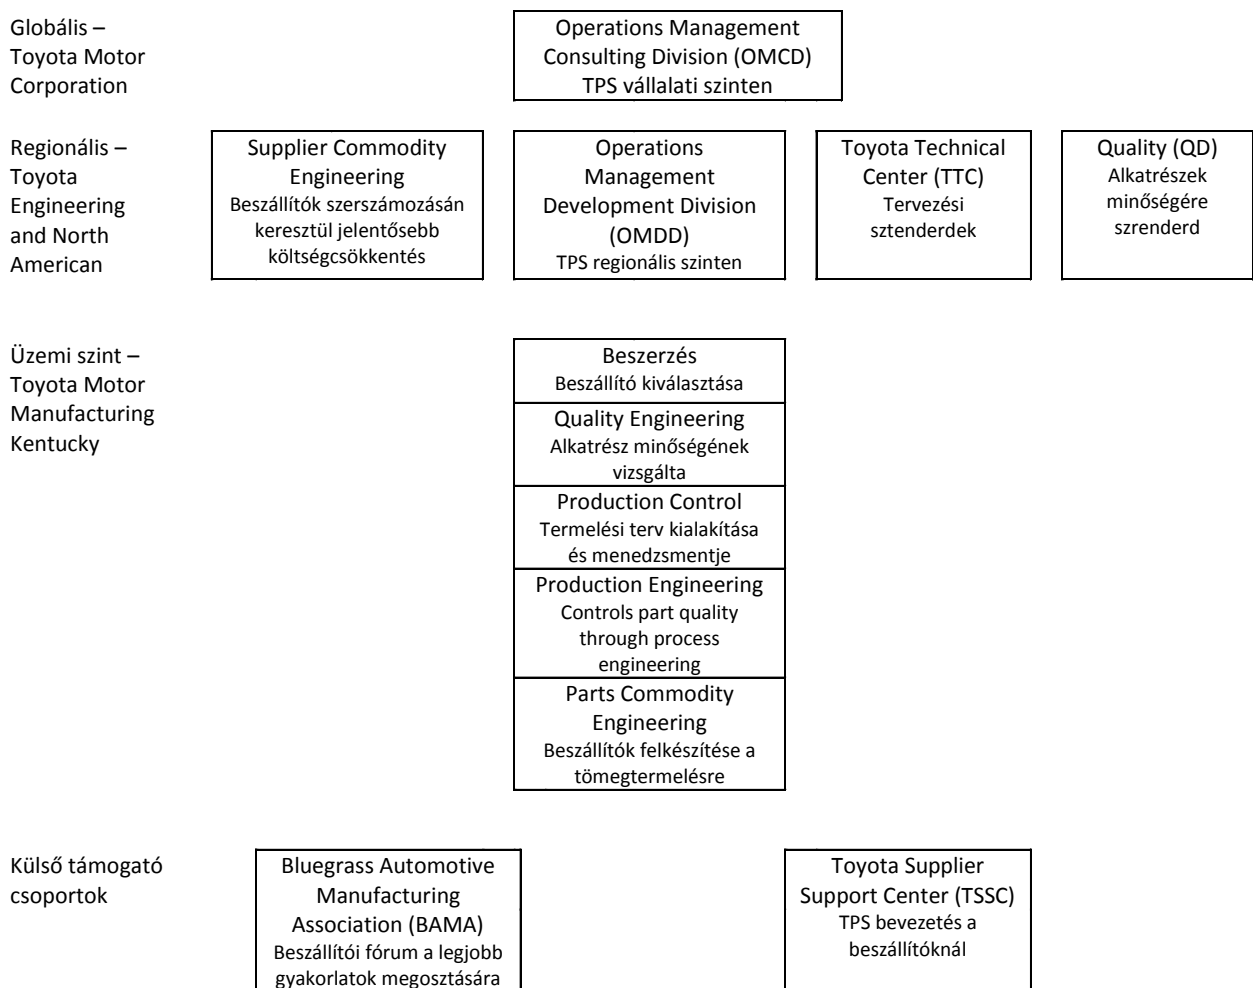 Globális –
Toyota Motor
Corporation
Operations Management
Consulting Division (OMCD)
TPS vállalati szinten
Regionális –
Toyota
Engineering
and North
American
Supplier Commodity
Engineering
Beszállítók szerszámozásán
keresztül jelentősebb
költségcsökkentés
Operations
Management
Development Division
(OMDD)
TPS regionális szinten
Toyota Technical
Center (TTC)
Tervezési
sztenderdek
Quality (QD)
Alkatrészek
minőségére
szrenderd
Üzemi szint –
Toyota Motor
Manufacturing
Kentucky
Beszerzés
Beszállító kiválasztása
Quality Engineering
Alkatrész minőségének
vizsgálta
Production Control
Termelési terv kialakítása
és menedzsmentje
Production Engineering
Controls part quality
through process
engineering
Parts Commodity
Engineering
Beszállítók felkészítése a
tömegtermelésre
Külső támogató
csoportok
Bluegrass Automotive
Manufacturing
Association (BAMA)
Beszállítói fórum a legjobb
gyakorlatok megosztására
Toyota Supplier
Support Center (TSSC)
TPS bevezetés a
beszállítóknál